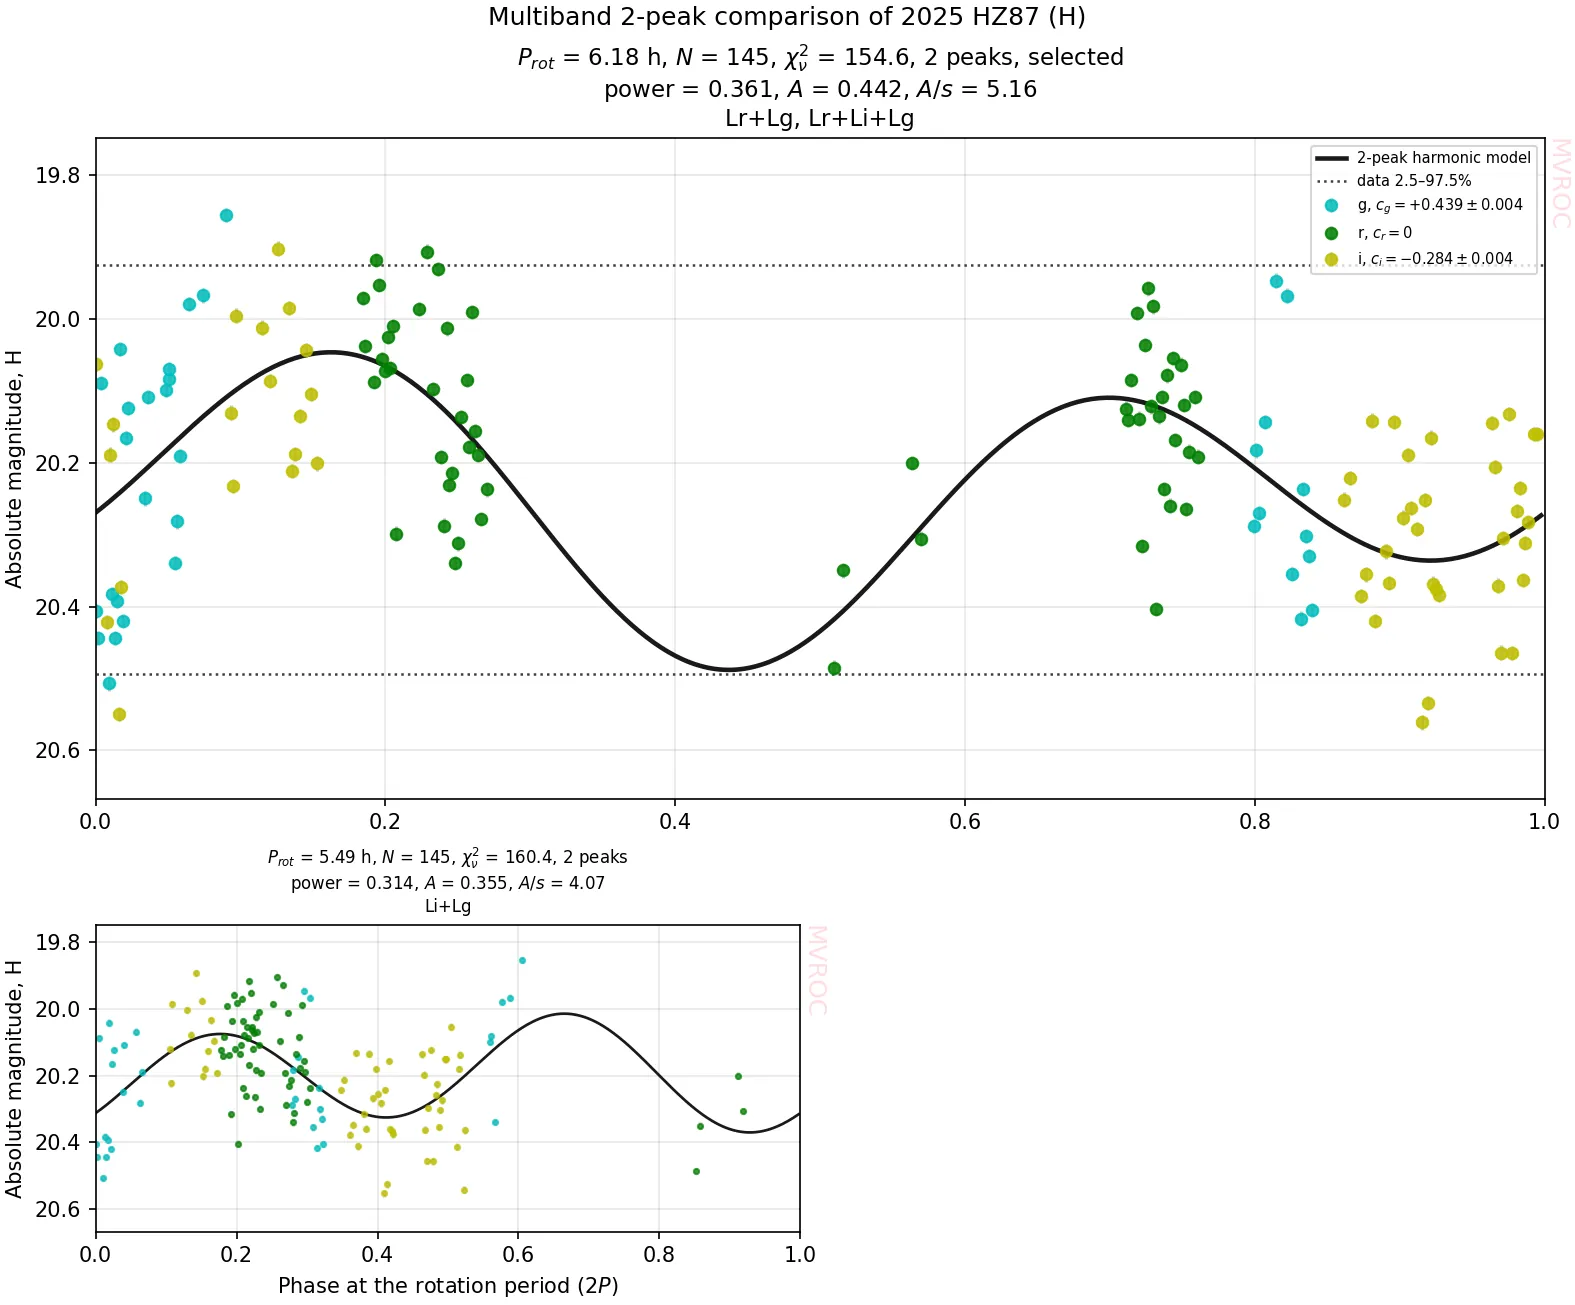 Multiband 2-peak comparison of 2025 HZ87 (H)
P_rot = 6.18 h, N = 145, χ²_ν = 154.6, 2 peaks, selected
power = 0.361, A = 0.442, A/s = 5.16
Lr+Lg, Lr+Li+Lg
2-peak harmonic model
data 2.5–97.5%
g, c_g = +0.439 ± 0.004
r, c_r = 0
i, c_i = −0.284 ± 0.004
MVROC
Absolute magnitude, H
19.8
20.0
20.2
20.4
20.6
0.0 0.2 0.4 0.6 0.8 1.0
P_rot = 5.49 h, N = 145, χ²_ν = 160.4, 2 peaks
power = 0.314, A = 0.355, A/s = 4.07
Li+Lg
MVROC
Absolute magnitude, H
19.8
20.0
20.2
20.4
20.6
0.0 0.2 0.4 0.6 0.8 1.0
Phase at the rotation period (2P)